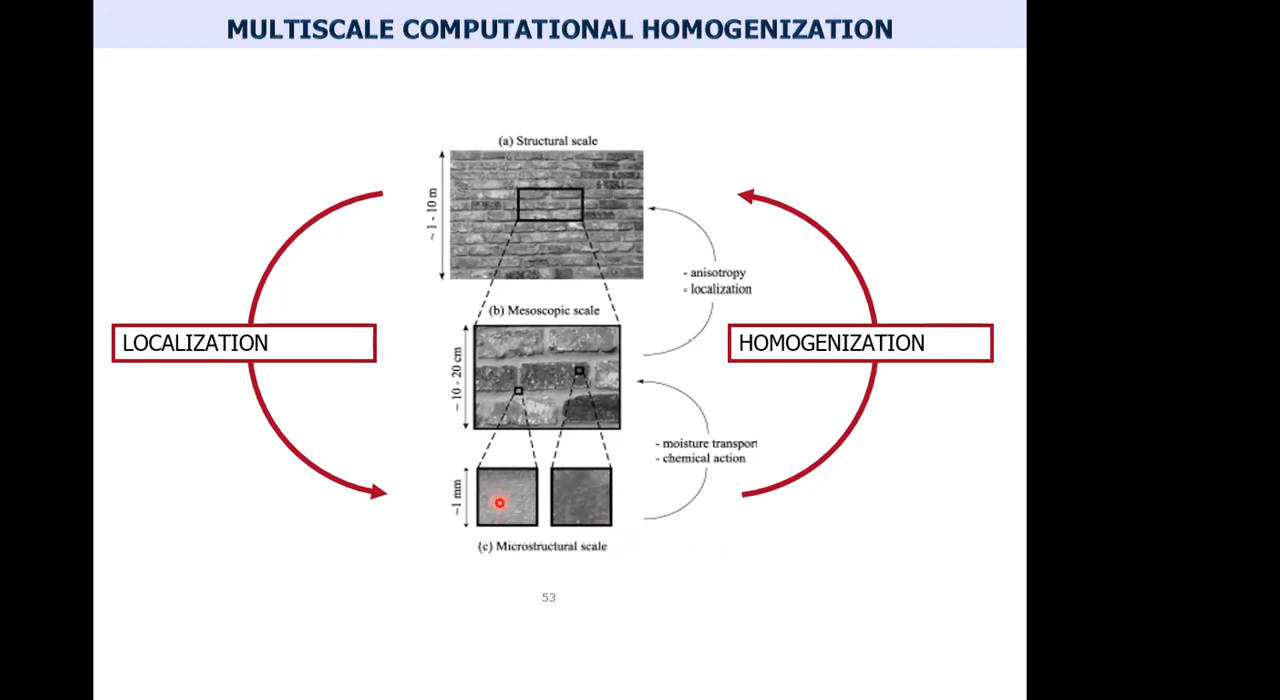 MULTISCALE COMPUTATIONAL HOMOGENIZATION
(a) Structural scale
~ 1 - 10 m
- anisotropy
- localization
(b) Mesoscopic scale
LOCALIZATION
HOMOGENIZATION
~ 10 - 20 cm
- moisture transport
- chemical action
~1 mm
(c) Microstructural scale
53